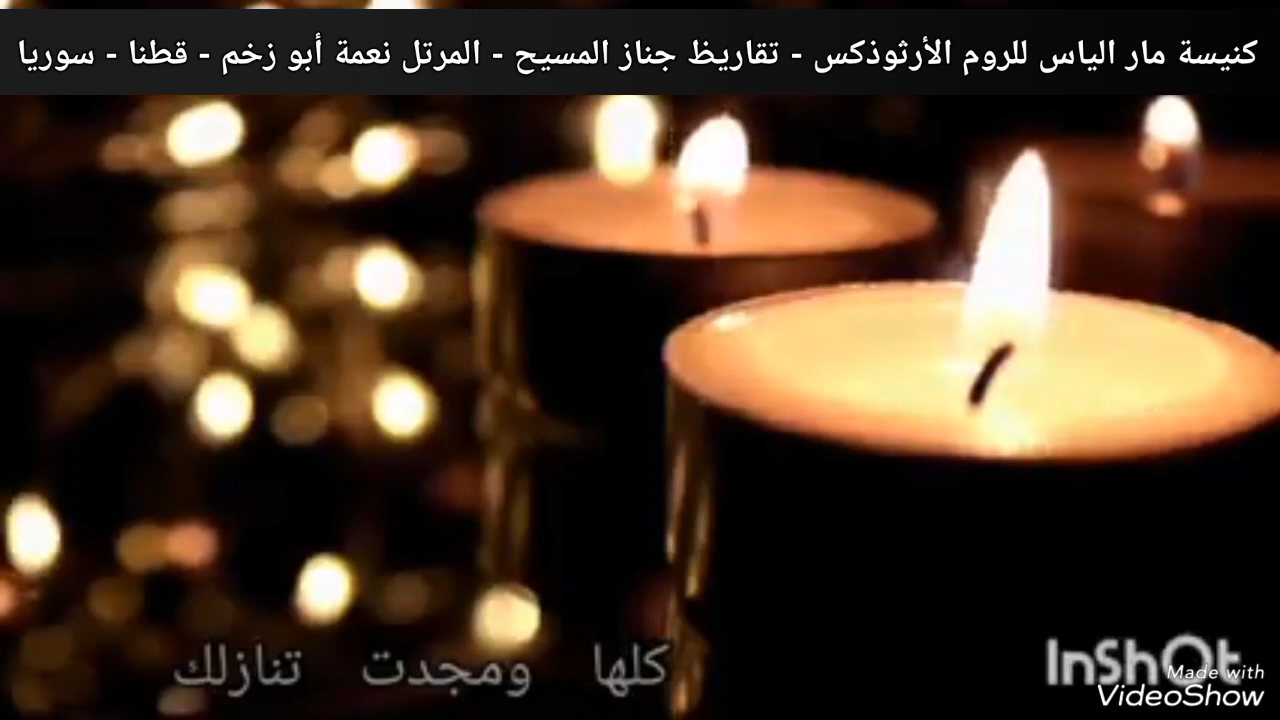 كنيسة مار الياس للروم الأرثوذكس - تقاريظ جناز المسيح - المرتل نعمة أبو زخم - قطنا - سوريا
كلها ومجدت تنازلك
InShOt
Made with
VideoShow